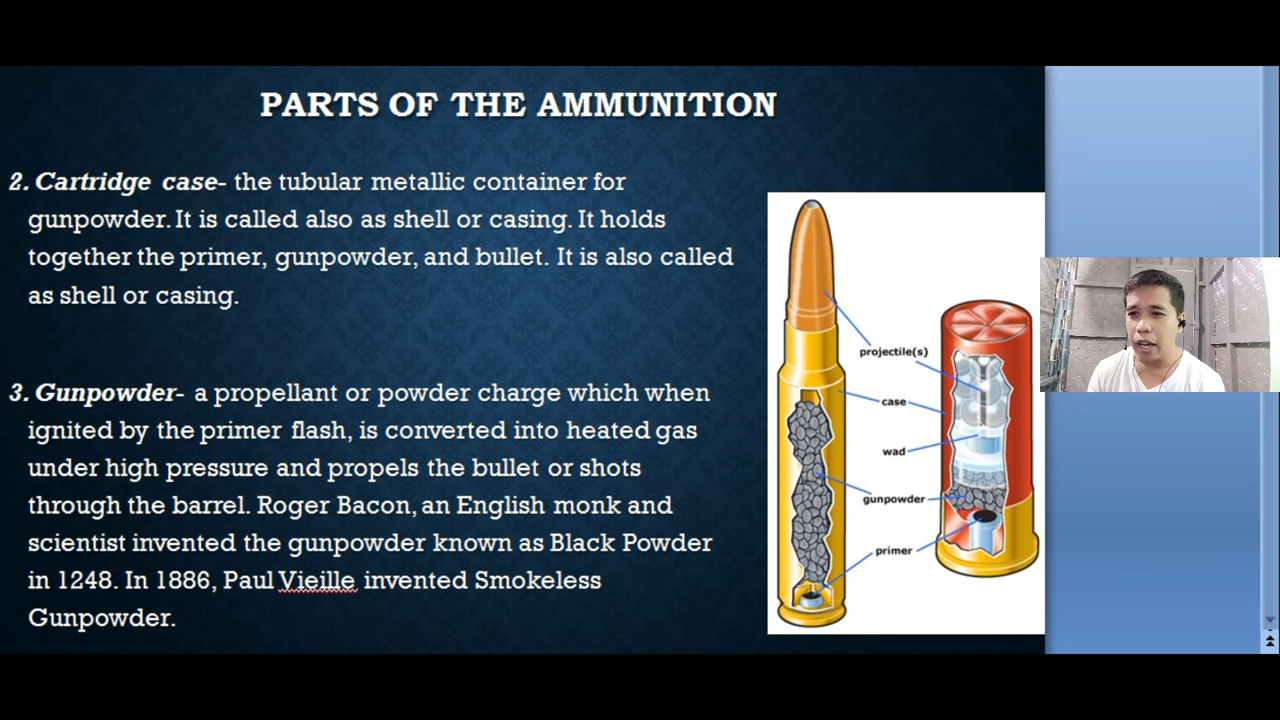 PARTS OF THE AMMUNITION
2. Cartridge case- the tubular metallic container for
gunpowder. It is called also as shell or casing. It holds
together the primer, gunpowder, and bullet. It is also called
as shell or casing.
3. Gunpowder- a propellant or powder charge which when
ignited by the primer flash, is converted into heated gas
under high pressure and propels the bullet or shots
through the barrel. Roger Bacon, an English monk and
scientist invented the gunpowder known as Black Powder
in 1248. In 1886, Paul Vieille invented Smokeless
Gunpowder.
projectile(s)
case
wad
gunpowder
primer